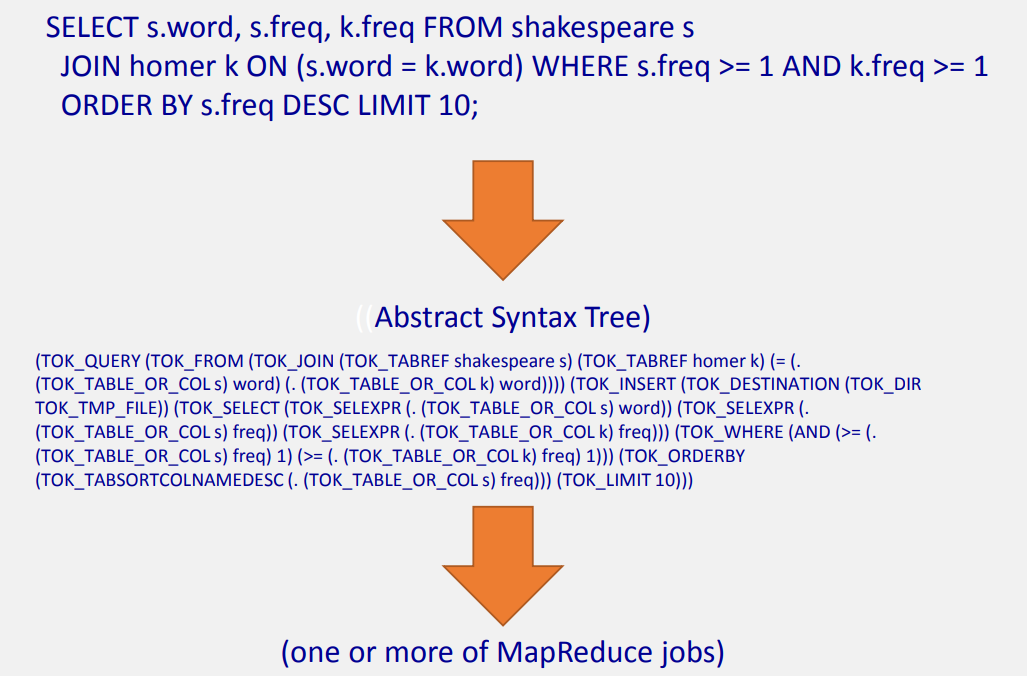 SELECT s.word, s.freq, k.freq FROM shakespeare s
JOIN homer k ON (s.word = k.word) WHERE s.freq >= 1 AND k.freq >= 1
ORDER BY s.freq DESC LIMIT 10;
((Abstract Syntax Tree)
(TOK_QUERY (TOK_FROM (TOK_JOIN (TOK_TABREF shakespeare s) (TOK_TABREF homer k) (= (.
(TOK_TABLE_OR_COL s) word) (. (TOK_TABLE_OR_COL k) word)))) (TOK_INSERT (TOK_DESTINATION (TOK_DIR
TOK_TMP_FILE)) (TOK_SELECT (TOK_SELEXPR (. (TOK_TABLE_OR_COL s) word)) (TOK_SELEXPR (.
(TOK_TABLE_OR_COL s) freq)) (TOK_SELEXPR (. (TOK_TABLE_OR_COL k) freq))) (TOK_WHERE (AND (>= (.
(TOK_TABLE_OR_COL s) freq) 1) (>= (. (TOK_TABLE_OR_COL k) freq) 1))) (TOK_ORDERBY
(TOK_TABSORTCOLNAMEDESC (. (TOK_TABLE_OR_COL s) freq))) (TOK_LIMIT 10)))
(one or more of MapReduce jobs)